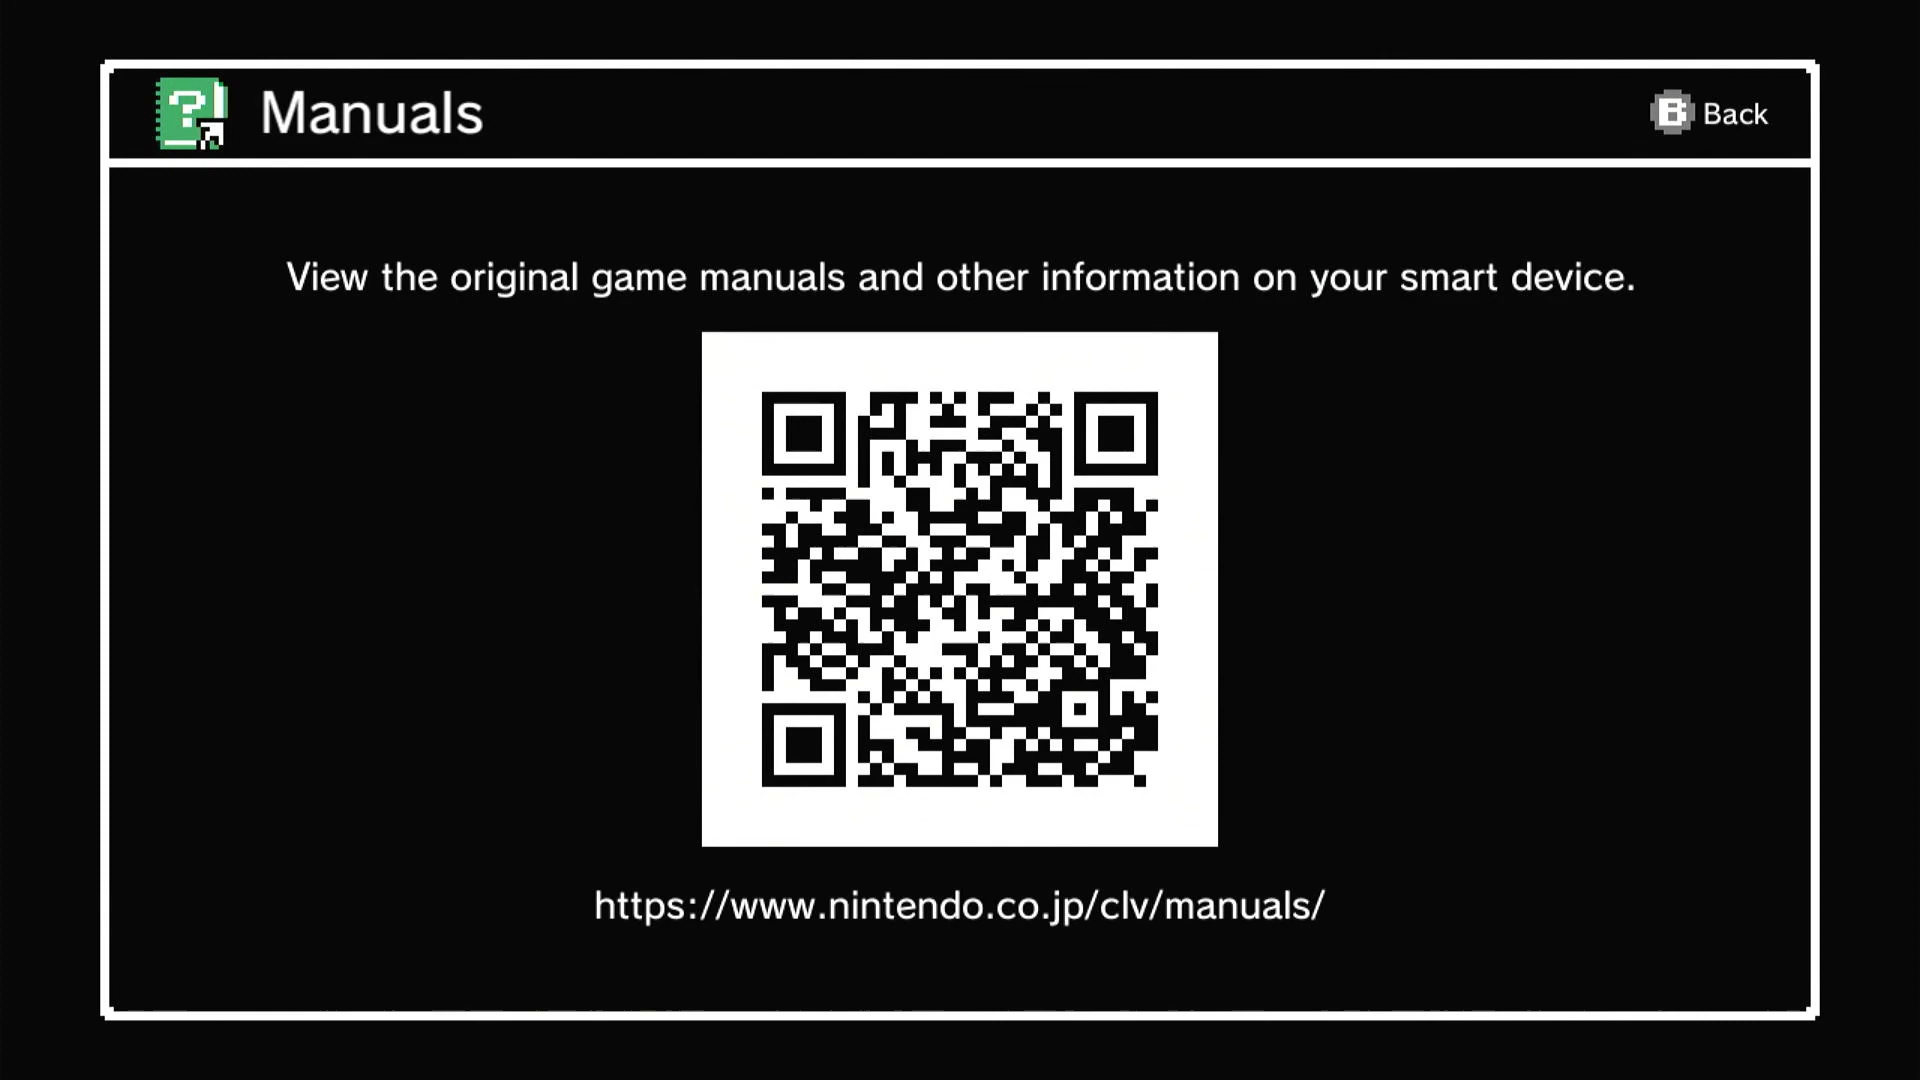 Manuals
B Back
View the original game manuals and other information on your smart device.
https://www.nintendo.co.jp/clv/manuals/